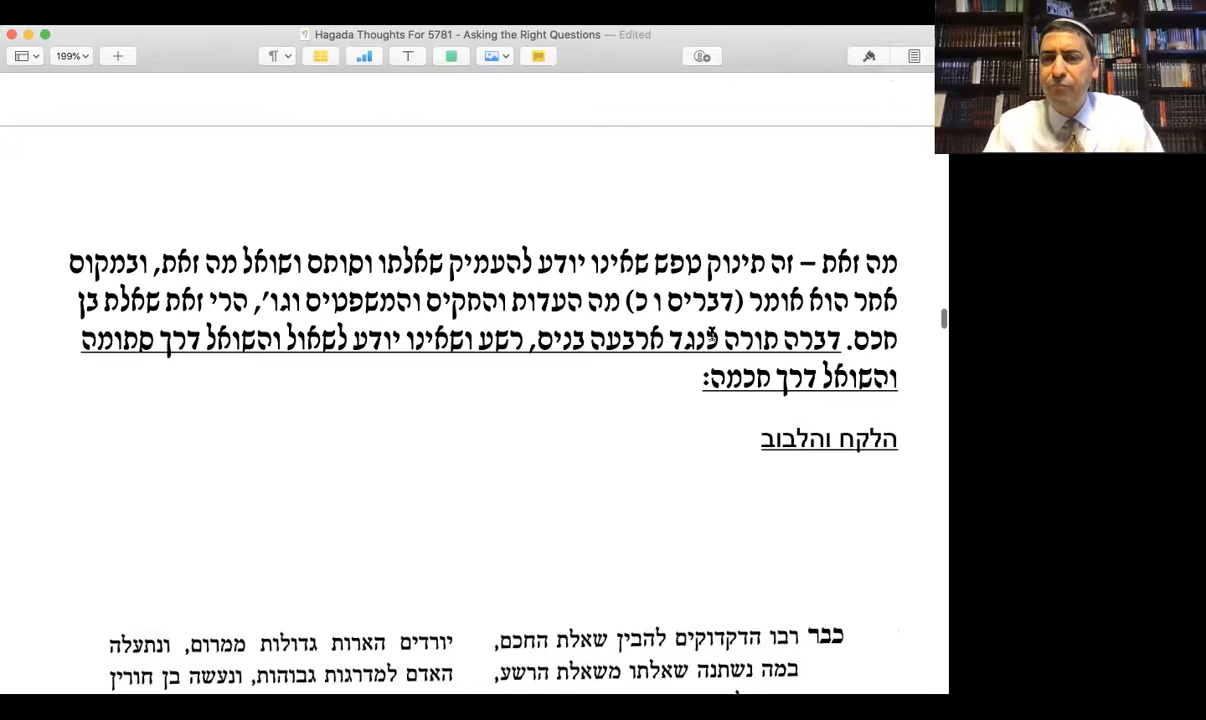 Hagada Thoughts For 5781 - Asking the Right Questions — Edited
199%
מה זאת – זה תינוק טפש שאינו יודע להעמיק שאלתו וסותם ושואל מה זאת, ובמקום
אחר הוא אומר (דברים ו כ) מה העדות והחקים והמשפטים וגו', הרי זאת שאלת בן
חכם. דברה תורה כנגד ארבעה בנים, רשע ושאינו יודע לשאול והשואל דרך סתומה
והשואל דרך חכמה:
הלקח והלבוב
כבר רבו הדקדוקים להבין שאלת החכם,
במה נשתנה שאלתו משאלת הרשע,
יורדים הארות גדולות ממרום, ונתעלה
האדם למדרגות גבוהות, ונעשה בן חורין